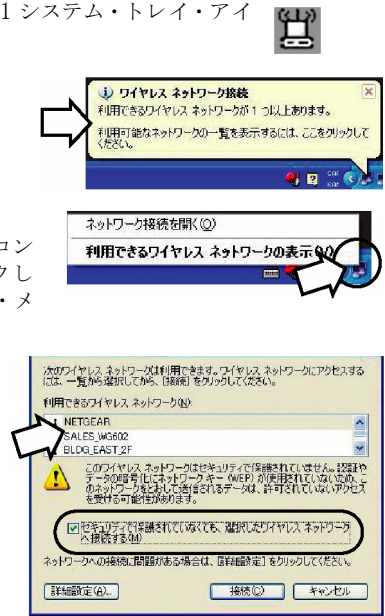 1 システム・トレイ・アイ
ワイヤレス ネットワーク接続
利用できるワイヤレス ネットワークが 1 つ以上あります。
利用可能なネットワークの一覧を表示するには、ここをクリックして
ください。
ョン
クし
・メ
ネットワーク接続を開く(O)
利用できるワイヤレス ネットワークの表示(V)
次のワイヤレス ネットワークは利用できます。ワイヤレス ネットワークにアクセスする
には、一覧から選択してから、[接続] をクリックしてください。
利用できるワイヤレス ネットワーク(N):
NETGEAR
SALES_WG602
BLDG_EAST_2F
このワイヤレス ネットワークはセキュリティで保護されていません。認証や
データの暗号化にネットワーク キー (WEP) が使用されていないため、こ
のネットワークをとおして送信されるデータは、許可されていないアクセス
を受ける可能性があります。
セキュリティで保護されていなくても、選択したワイヤレス ネットワーク
へ接続する(M)
ネットワークへの接続に問題がある場合は、[詳細設定] をクリックしてください。
詳細設定(A)...
接続(C)
キャンセル